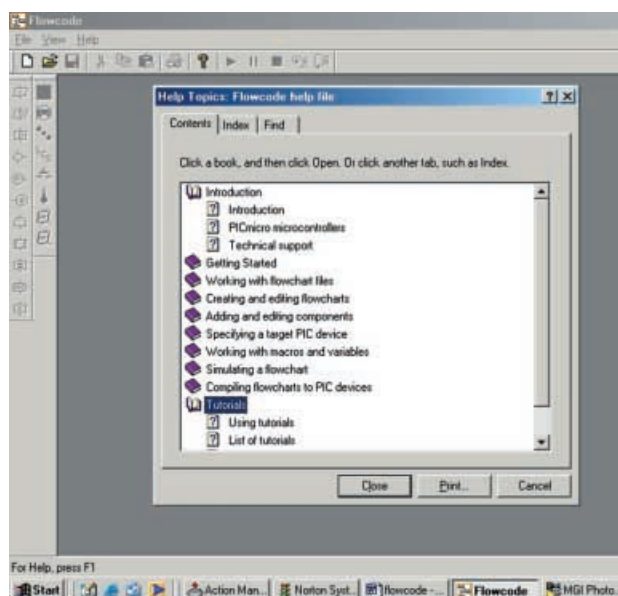 Flowcode
File View Help
Help Topics: Flowcode help file
Contents Index Find
Click a book, and then click Open. Or click another tab, such as Index.
Introduction
Introduction
PICmicro microcontrollers
Technical support
Getting Started
Working with flowchart files
Creating and editing flowcharts
Adding and editing components
Specifying a target PIC device
Working with macros and variables
Simulating a flowchart
Compiling flowcharts to PIC devices
Tutorials
Using tutorials
List of tutorials
Close Print... Cancel
For Help, press F1
Start Action Man... Norton Syst... flowcode -... Flowcode MGI Photo